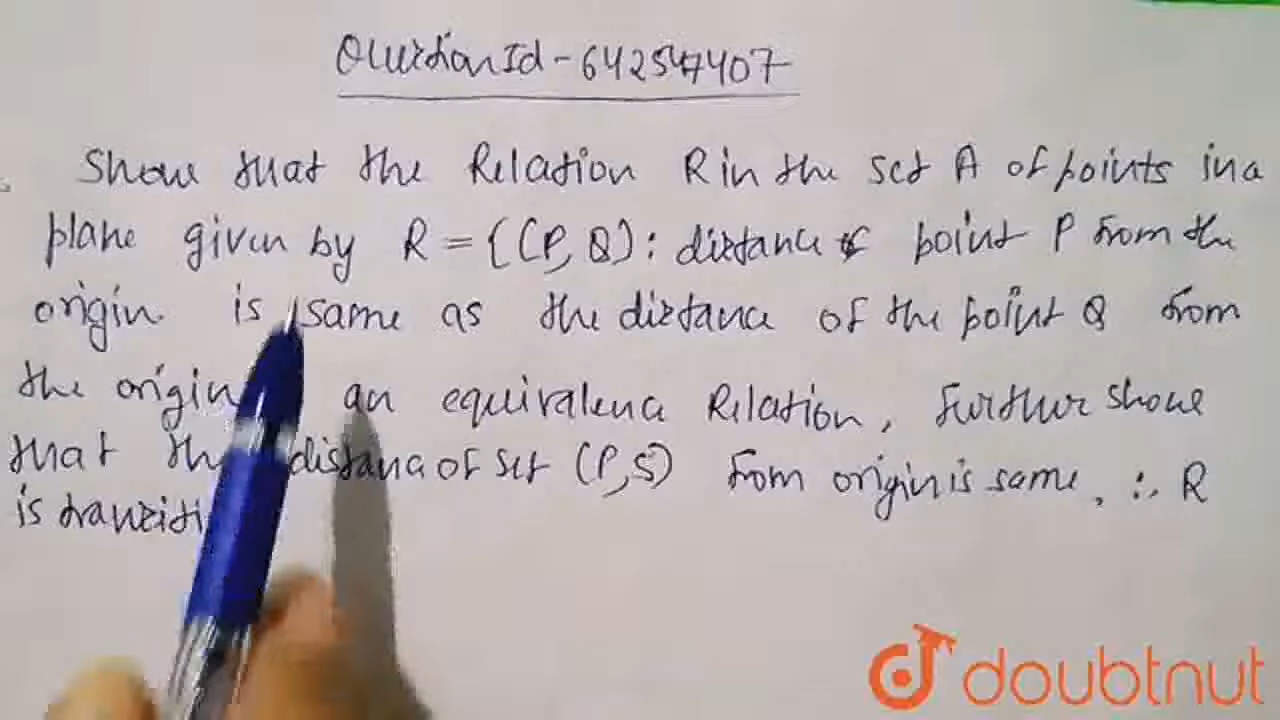 Question Id - 642547407
Show that the Relation R in the set A of points in a
plane given by R = {(P, Q) : distance of point P from the
origin is same as the distance of the point Q from
the origin an equivalence Relation, Further show
that the distance of set (P, S) from origin is same, ∴ R
is
doubtnut